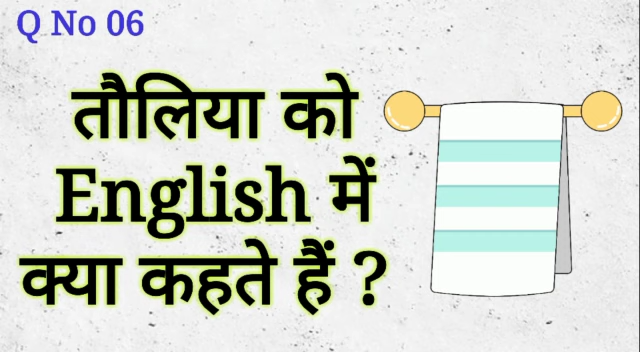 Q No 06
तौलिया को
English में
क्या कहते हैं ?